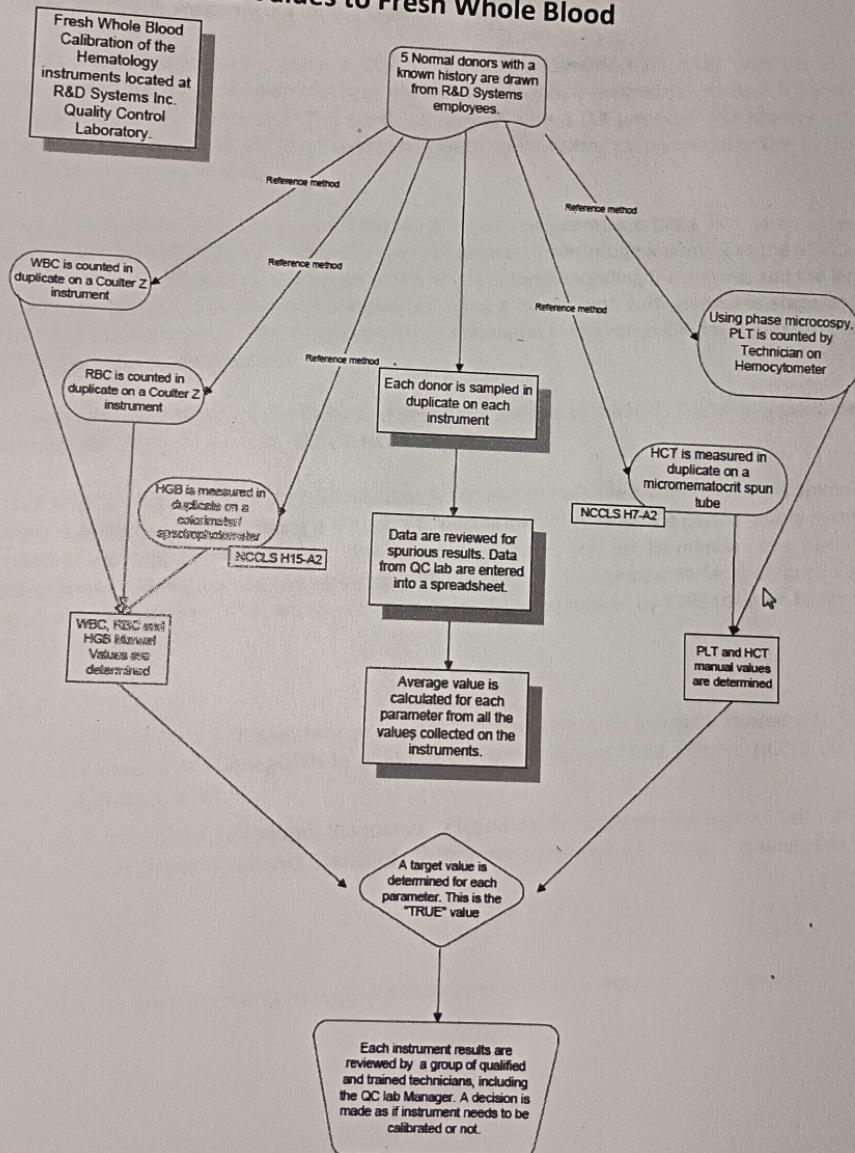 Values to Fresh Whole Blood
Fresh Whole Blood
Calibration of the
Hematology
instruments located at
R&D Systems Inc.
Quality Control
Laboratory.
5 Normal donors with a
known history are drawn
from R&D Systems
employees.
Reference method
Reference method
Reference method
Reference method
Reference method
WBC is counted in
duplicate on a Coulter Z
instrument
RBC is counted in
duplicate on a Coulter Z
instrument
HGB is measured in
duplicate on a
colorimeter/
spectrophotometer
NCCLS H15-A2
WBC, RBC and
HGB Manual
Values are
determined
Each donor is sampled in
duplicate on each
instrument
Data are reviewed for
spurious results. Data
from QC lab are entered
into a spreadsheet.
Average value is
calculated for each
parameter from all the
values collected on the
instruments.
Using phase microcospy,
PLT is counted by
Technician on
Hemocytometer
HCT is measured in
duplicate on a
micromematocrit spun
tube
NCCLS H7-A2
PLT and HCT
manual values
are determined
A target value is
determined for each
parameter. This is the
"TRUE" value
Each instrument results are
reviewed by a group of qualified
and trained technicians, including
the QC lab Manager. A decision is
made as if instrument needs to be
calibrated or not.